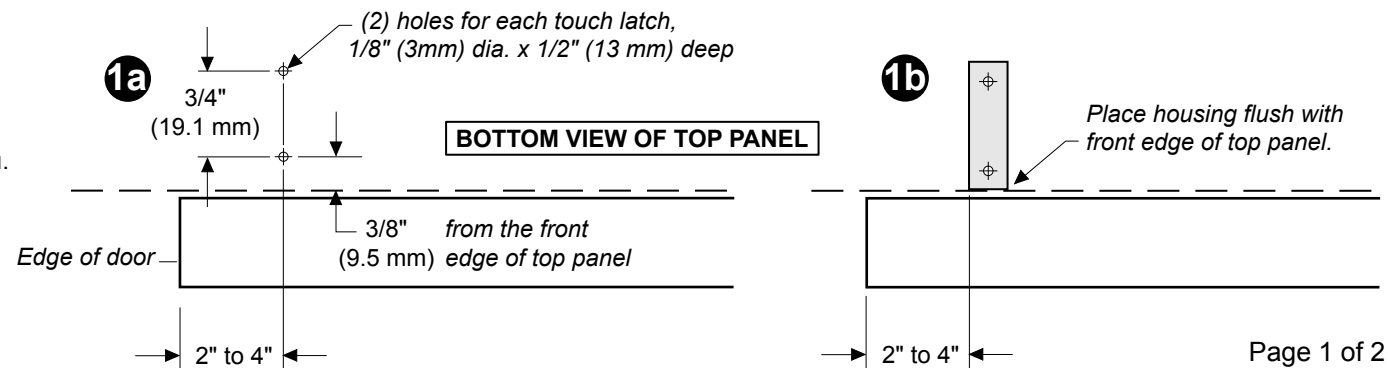 (2) holes for each touch latch,
1/8" (3mm) dia. x 1/2" (13 mm) deep
1a
3/4"
(19.1 mm)
BOTTOM VIEW OF TOP PANEL
3/8" from the front
(9.5 mm) edge of top panel
Edge of door
2" to 4"
1b
Place housing flush with
front edge of top panel.
2" to 4"
Page 1 of 2